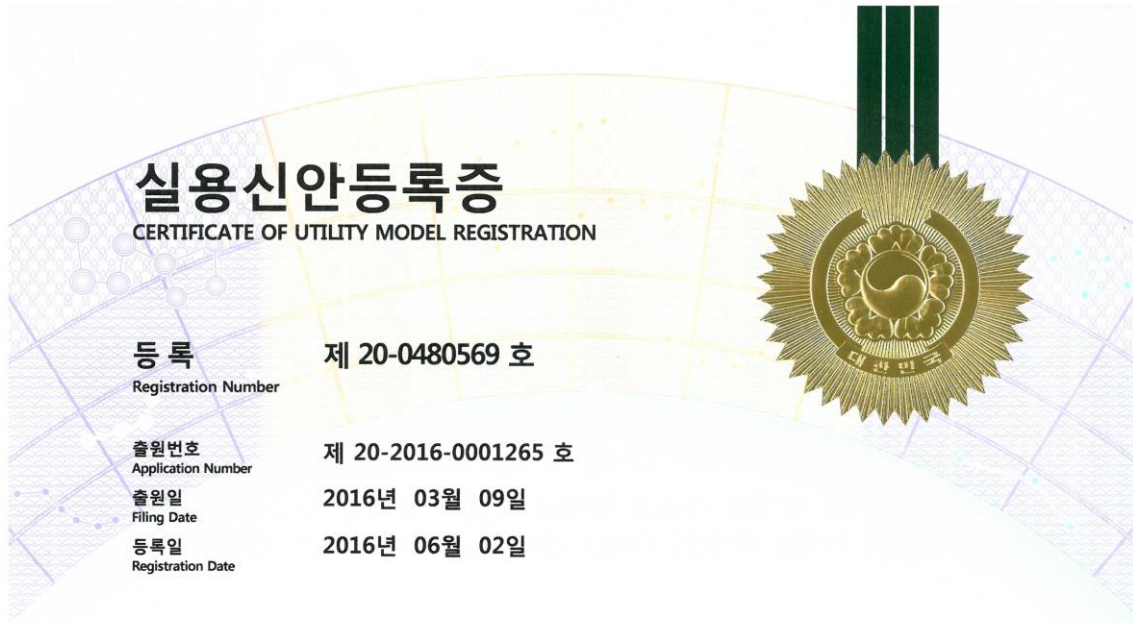 실용신안등록증
CERTIFICATE OF UTILITY MODEL REGISTRATION
등 록 제 20-0480569 호
Registration Number
출원번호 제 20-2016-0001265 호
Application Number
출원일 2016년 03월 09일
Filing Date
등록일 2016년 06월 02일
Registration Date
대한민국